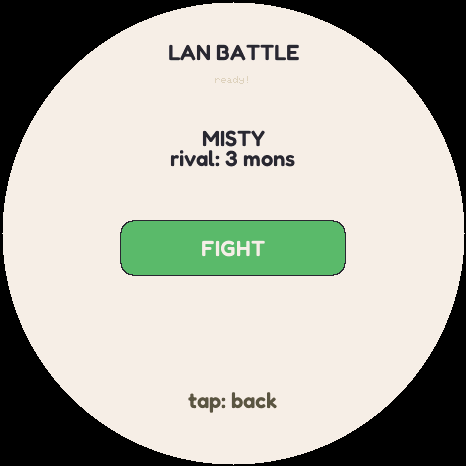 LAN BATTLE
ready!
MISTY
rival: 3 mons
FIGHT
tap: back